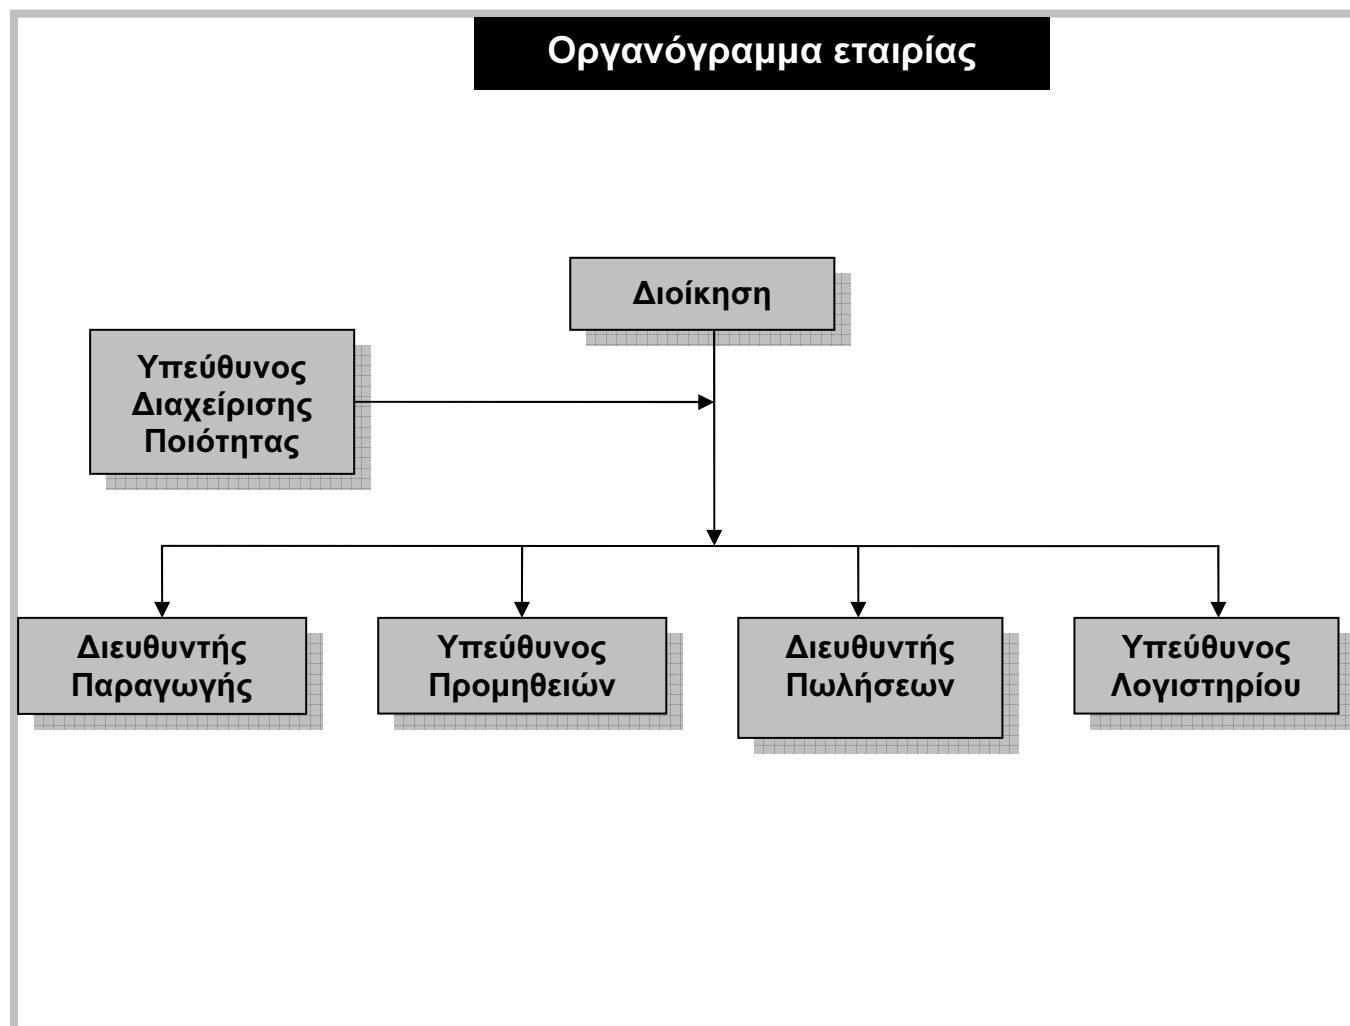 Οργανόγραμμα εταιρίας
Διοίκηση
Υπεύθυνος
Διαχείρισης
Ποιότητας
Διευθυντής
Παραγωγής
Υπεύθυνος
Προμηθειών
Διευθυντής
Πωλήσεων
Υπεύθυνος
Λογιστηρίου